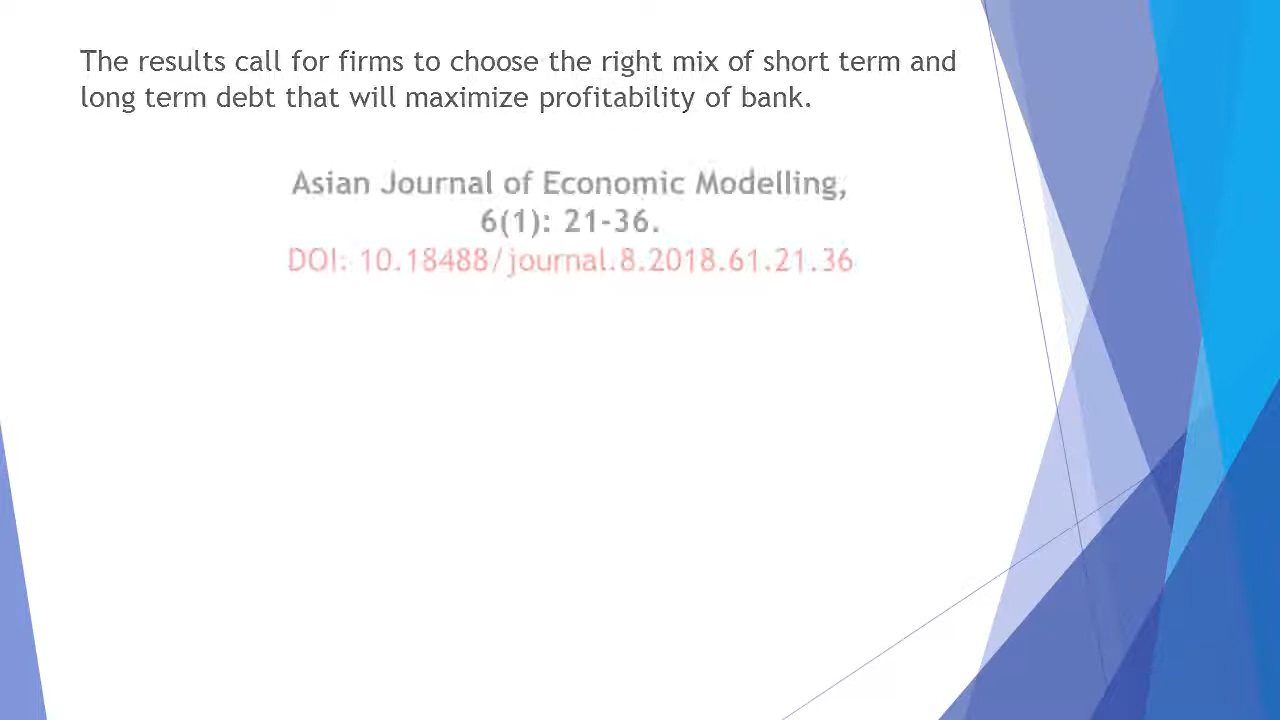 The results call for firms to choose the right mix of short term and
long term debt that will maximize profitability of bank.
Asian Journal of Economic Modelling,
6(1): 21-36.
DOI: 10.18488/journal.8.2018.61.21.36